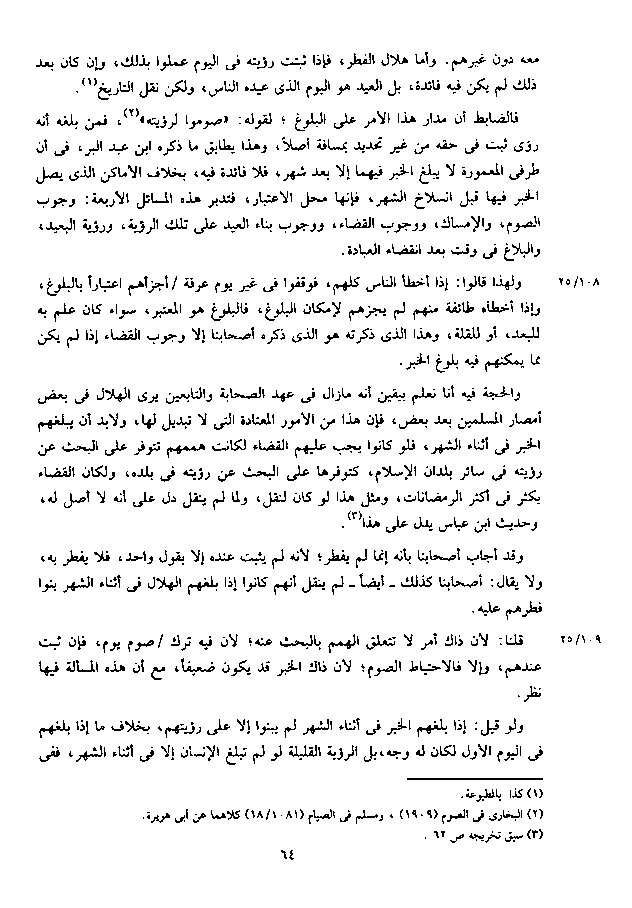 معه دون غيرهم. وأما هلال الفطر، فإذا ثبتت رؤيته فى اليوم عملوا بذلك، وإن كان بعد
ذلك لم يكن فيه فائدة، بل العيد هو اليوم الذى عيده الناس، ولكن نقل التاريخ(١).
فالضابط أن مدار هذا الأمر على البلوغ ؛ لقوله: «صوموا لرؤيته»(٢)، فمن بلغه أنه
رؤى ثبت فى حقه من غير تحديد بمسافة أصلاً، وهذا يطابق ما ذكره ابن عبد البر، فى أن
طرفى المعمورة لا يبلغ الخبر فيهما إلا بعد شهر، فلا فائدة فيه، بخلاف الأماكن الذى يصل
الخبر فيها قبل انسلاخ الشهر، فإنها محل الاعتبار، فتدبر هذه المسائل الأربعة: وجوب
الصوم، والإمساك، ووجوب القضاء، ووجوب بناء العيد على تلك الرؤية، ورؤية البعيد،
والبلاغ فى وقت بعد انقضاء العبادة.
٢٥/١٠٨ ولهذا قالوا: إذا أخطأ الناس كلهم، فوقفوا فى غير يوم عرفة /أجزأهم اعتباراً بالبلوغ،
وإذا أخطأه طائفة منهم لم يجزهم لإمكان البلوغ، فالبلوغ هو المعتبر، سواء كان علم به
للبعد، أو للقلة، وهذا الذى ذكرته هو الذى ذكره أصحابنا إلا وجوب القضاء إذا لم يكن
مما يمكنهم فيه بلوغ الخبر.
والحجة فيه أنا نعلم بيقين أنه مازال فى عهد الصحابة والتابعين يرى الهلال فى بعض
أمصار المسلمين بعد بعض، فإن هذا من الأمور المعتادة التى لا تبديل لها، ولابد أن يبلغهم
الخبر فى أثناء الشهر، فلو كانوا يجب عليهم القضاء لكانت هممهم تتوفر على البحث عن
رؤيته فى سائر بلدان الإسلام، كتوفرها على البحث عن رؤيته فى بلده، ولكان القضاء
يكثر فى أكثر الرمضانات، ومثل هذا لو كان لنقل، ولما لم ينقل دل على أنه لا أصل له،
وحديث ابن عباس يدل على هذا(٣).
وقد أجاب أصحابنا بأنه إنما لم يفطر؛ لأنه لم يثبت عنده إلا بقول واحد، فلا يفطر به،
ولا يقال: أصحابنا كذلك ـ أيضاً ـ لم ينقل أنهم كانوا إذا بلغهم الهلال فى أثناء الشهر بنوا
فطرهم عليه.
٢٥/١٠٩ قلنا: لأن ذاك أمر لا تتعلق الهمم بالبحث عنه؛ لأن فيه ترك /صوم يوم، فإن ثبت
عندهم، وإلا فالاحتياط الصوم؛ لأن ذاك الخبر قد يكون ضعيفاً، مع أن هذه المسألة فيها
نظر.
ولو قيل: إذا بلغهم الخبر فى أثناء الشهر لم يبنوا إلا على رؤيتهم، بخلاف ما إذا بلغهم
فى اليوم الأول لكان له وجه، بل الرؤية القليلة لو لم تبلغ الإنسان إلا فى أثناء الشهر، ففى
(١) كذا بالمطبوعة.
(٢) البخارى فى الصوم (١٩٠٩) ، ومسلم فى الصيام (١٨/١٠٨١) كلاهما عن أبى هريرة.
(٣) سبق تخريجه ص ٦٢ .
٦٤